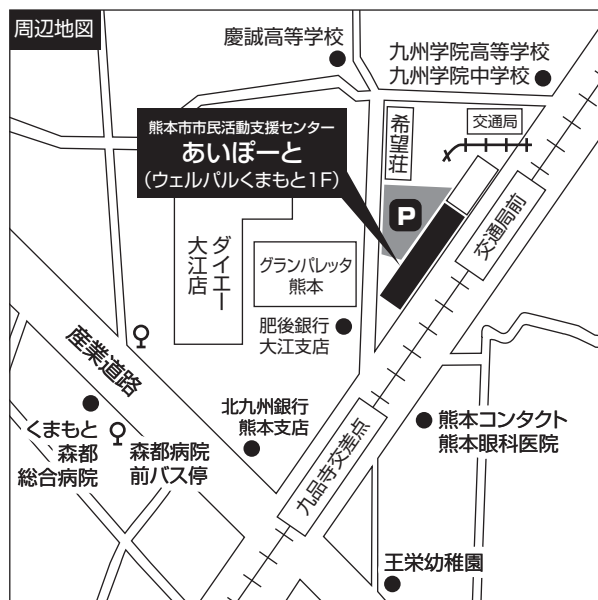 周辺地図
慶誠高等学校
九州学院高等学校
九州学院中学校
熊本市市民活動支援センター
あいぽーと
(ウェルパルくまもと1F)
希望荘
交通局
P
交通局前
ダイエー
大江店
グランパレッタ
熊本
肥後銀行
大江支店
産業道路
北九州銀行
熊本支店
くまもと
森都
総合病院
森都病院
前バス停
九品寺交差点
熊本コンタクト
熊本眼科医院
王栄幼稚園